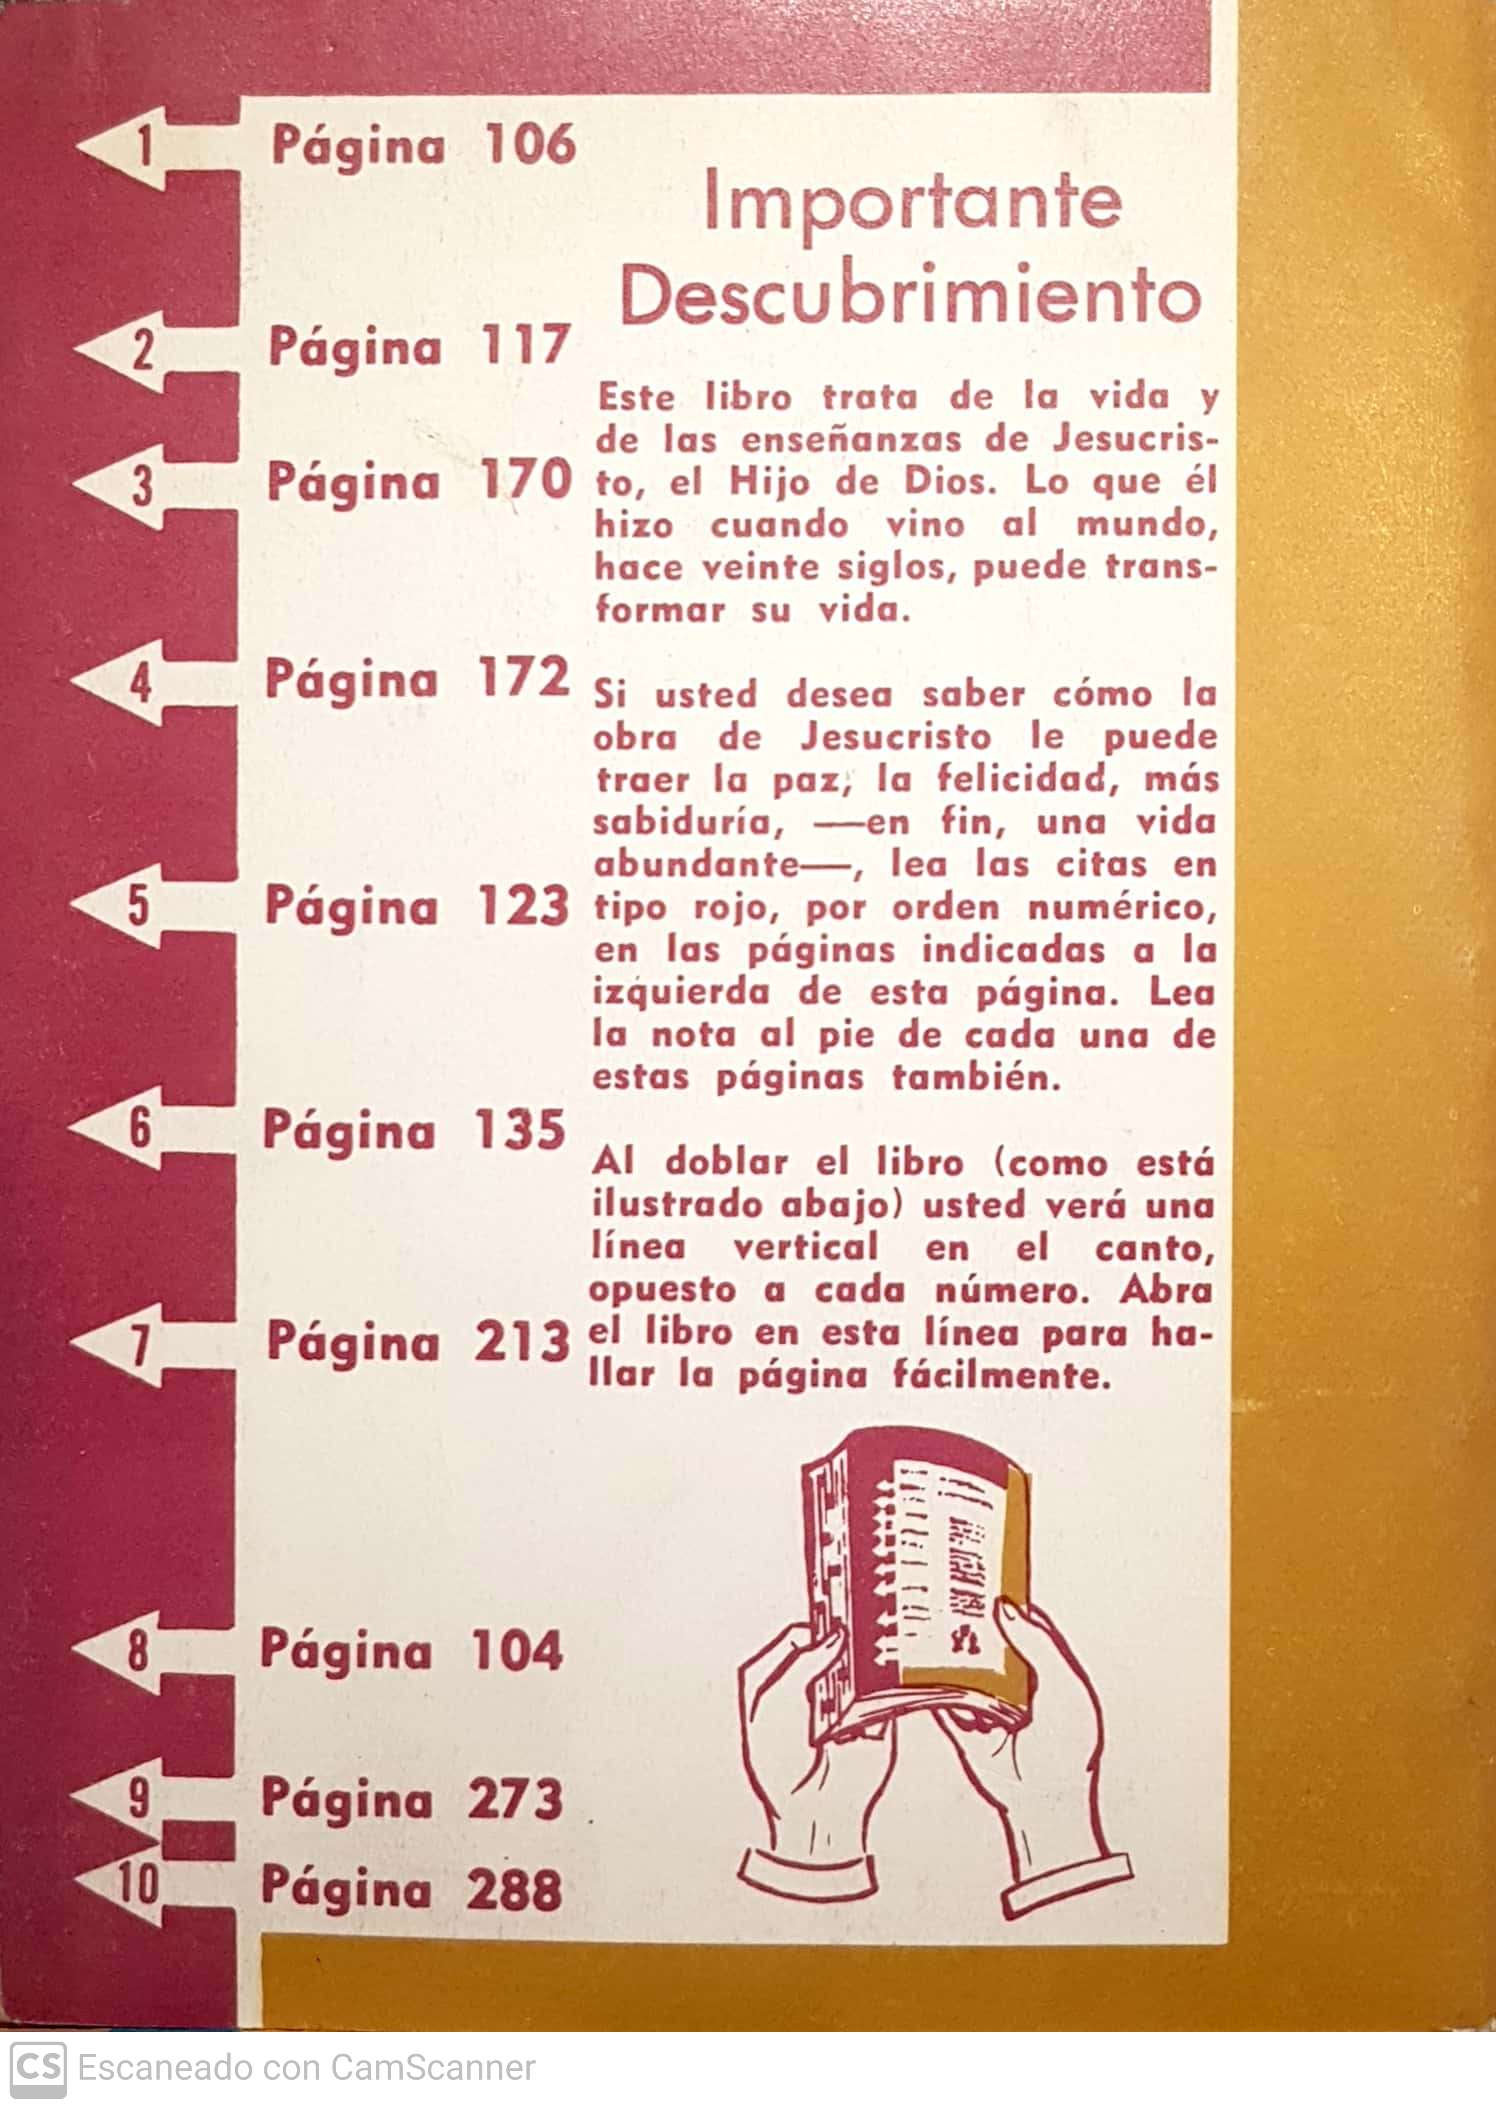 1 Página 106
2 Página 117
3 Página 170
4 Página 172
5 Página 123
6 Página 135
7 Página 213
8 Página 104
9 Página 273
10 Página 288
Importante
Descubrimiento
Este libro trata de la vida y
de las enseñanzas de Jesucris-
to, el Hijo de Dios. Lo que él
hizo cuando vino al mundo,
hace veinte siglos, puede trans-
formar su vida.
Si usted desea saber cómo la
obra de Jesucristo le puede
traer la paz, la felicidad, más
sabiduría, —en fin, una vida
abundante—, lea las citas en
tipo rojo, por orden numérico,
en las páginas indicadas a la
izquierda de esta página. Lea
la nota al pie de cada una de
estas páginas también.
Al doblar el libro (como está
ilustrado abajo) usted verá una
línea vertical en el canto,
opuesto a cada número. Abra
el libro en esta línea para ha-
llar la página fácilmente.
CS Escaneado con CamScanner